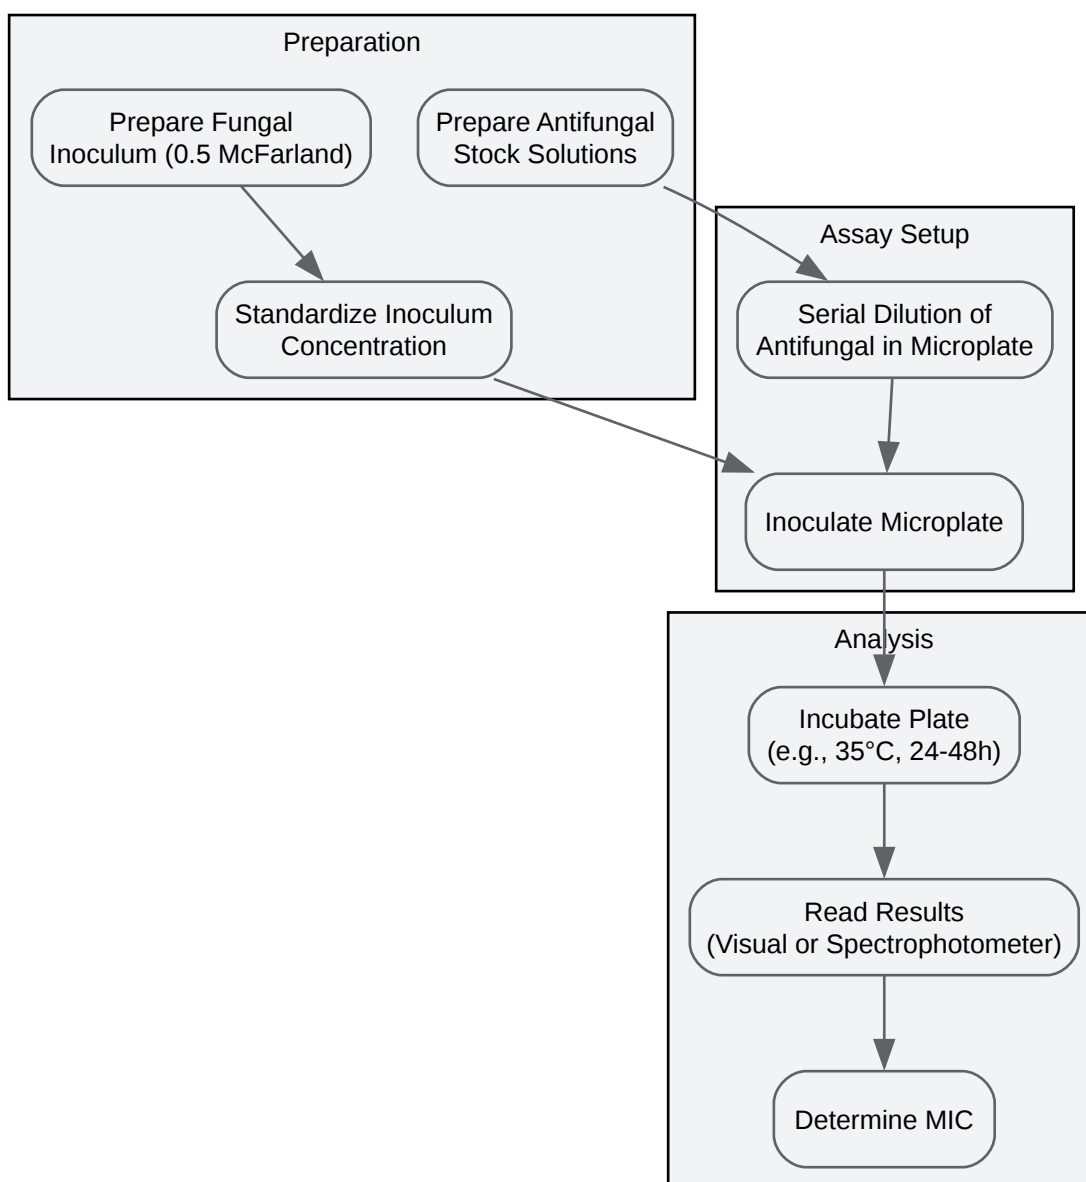 Preparation
Prepare Fungal
Inoculum (0.5 McFarland)
Prepare Antifungal
Stock Solutions
Standardize Inoculum
Concentration
Assay Setup
Serial Dilution of
Antifungal in Microplate
Inoculate Microplate
Analysis
Incubate Plate
(e.g., 35°C, 24-48h)
Read Results
(Visual or Spectrophotometer)
Determine MIC